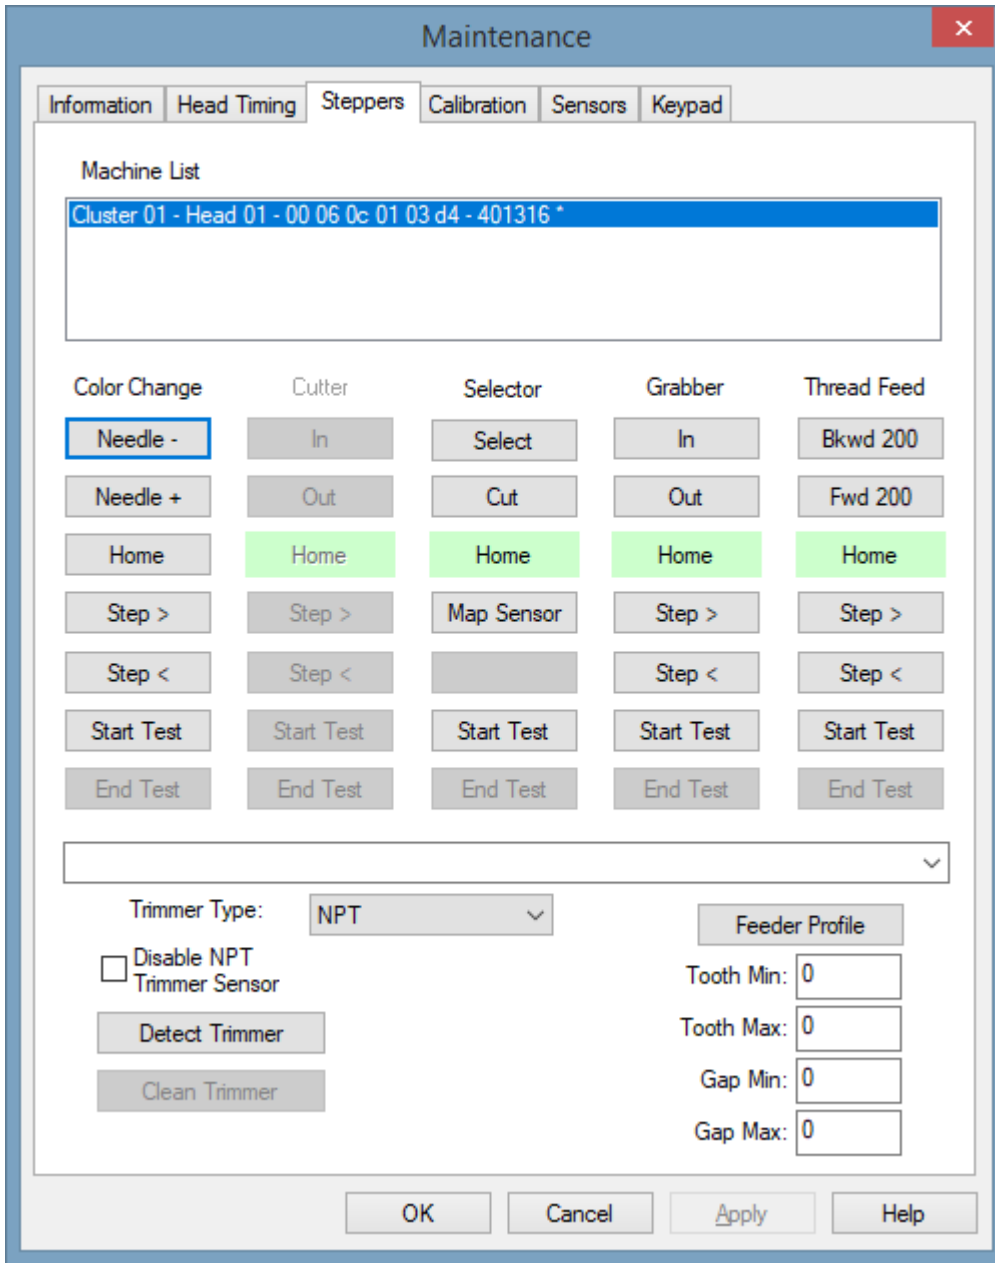 Maintenance
Information Head Timing Steppers Calibration Sensors Keypad
Machine List
Cluster 01 - Head 01 - 00 06 0c 01 03 d4 - 401316 *
Color Change Cutter Selector Grabber Thread Feed
Needle - In Select In Bkwd 200
Needle + Out Cut Out Fwd 200
Home Home Home Home Home
Step > Step > Map Sensor Step > Step >
Step < Step < Step < Step <
Start Test Start Test Start Test Start Test Start Test
End Test End Test End Test End Test End Test
Trimmer Type: NPT Feeder Profile
Disable NPT
Trimmer Sensor
Tooth Min: 0
Detect Trimmer Tooth Max: 0
Clean Trimmer Gap Min: 0
Gap Max: 0
OK Cancel Apply Help